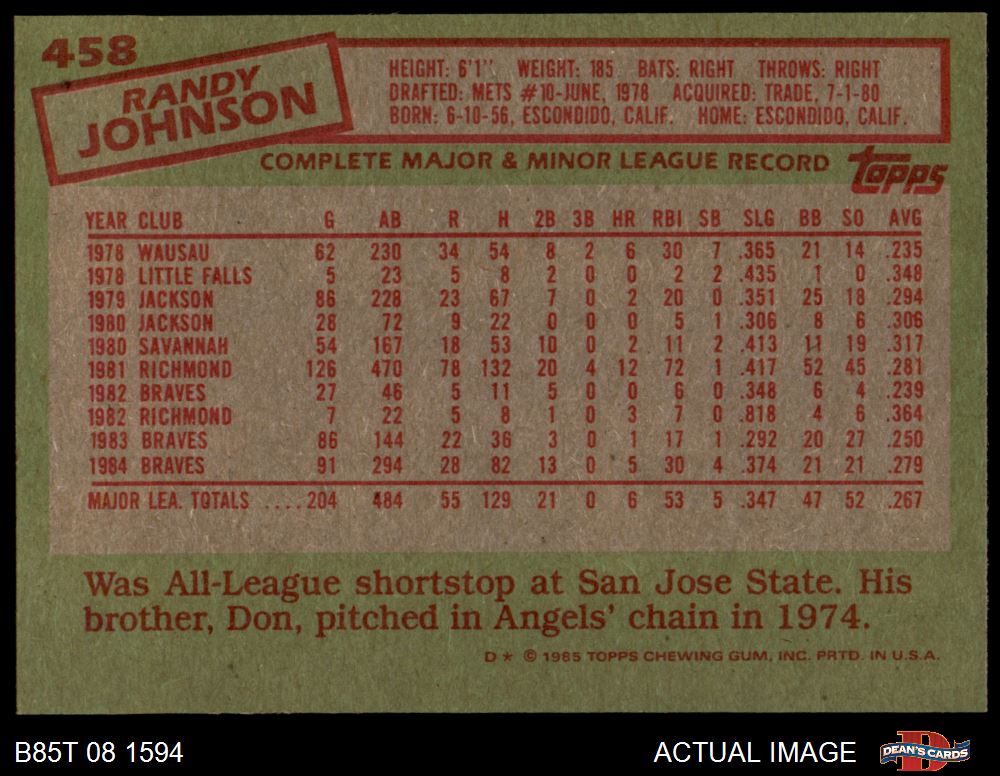 458
RANDY
JOHNSON
HEIGHT: 6'1" WEIGHT: 185 BATS: RIGHT THROWS: RIGHT
DRAFTED: METS #10-JUNE, 1978 ACQUIRED: TRADE, 7-1-80
BORN: 6-10-56, ESCONDIDO, CALIF. HOME: ESCONDIDO, CALIF.
COMPLETE MAJOR & MINOR LEAGUE RECORD
topps
YEAR CLUB G AB R H 2B 3B HR RBI SB SLG BB SO AVG
1978 WAUSAU 62 230 34 54 8 2 6 30 7 .365 21 14 .235
1978 LITTLE FALLS 5 23 5 8 2 0 0 2 2 .435 1 0 .348
1979 JACKSON 86 228 23 67 7 0 2 20 0 .351 25 18 .294
1980 JACKSON 28 72 9 22 0 0 0 5 1 .306 8 6 .306
1980 SAVANNAH 54 167 18 53 10 0 2 11 2 .413 11 19 .317
1981 RICHMOND 126 470 78 132 20 4 12 72 1 .417 52 45 .281
1982 BRAVES 27 46 5 11 5 0 0 6 0 .348 6 4 .239
1982 RICHMOND 7 22 5 8 1 0 3 7 0 .818 4 6 .364
1983 BRAVES 86 144 22 36 3 0 1 17 1 .292 20 27 .250
1984 BRAVES 91 294 28 82 13 0 5 30 4 .374 21 21 .279
MAJOR LEA. TOTALS ....204 484 55 129 21 0 6 53 5 .347 47 52 .267
Was All-League shortstop at San Jose State. His
brother, Don, pitched in Angels' chain in 1974.
D * © 1985 TOPPS CHEWING GUM, INC. PRTD. IN U.S.A.
B85T 08 1594
ACTUAL IMAGE
D
DEAN'S CARDS